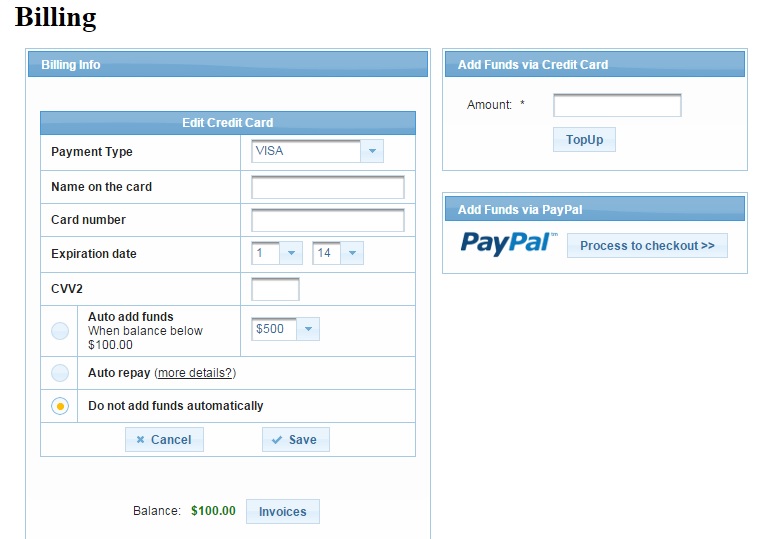 Billing
Billing Info
Edit Credit Card
Payment Type VISA
Name on the card
Card number
Expiration date 1 14
CVV2
Auto add funds
When balance below
$100.00
$500
Auto repay (more details?)
Do not add funds automatically
Cancel Save
Balance: $100.00 Invoices
Add Funds via Credit Card
Amount: *
TopUp
Add Funds via PayPal
PayPal™ Process to checkout >>